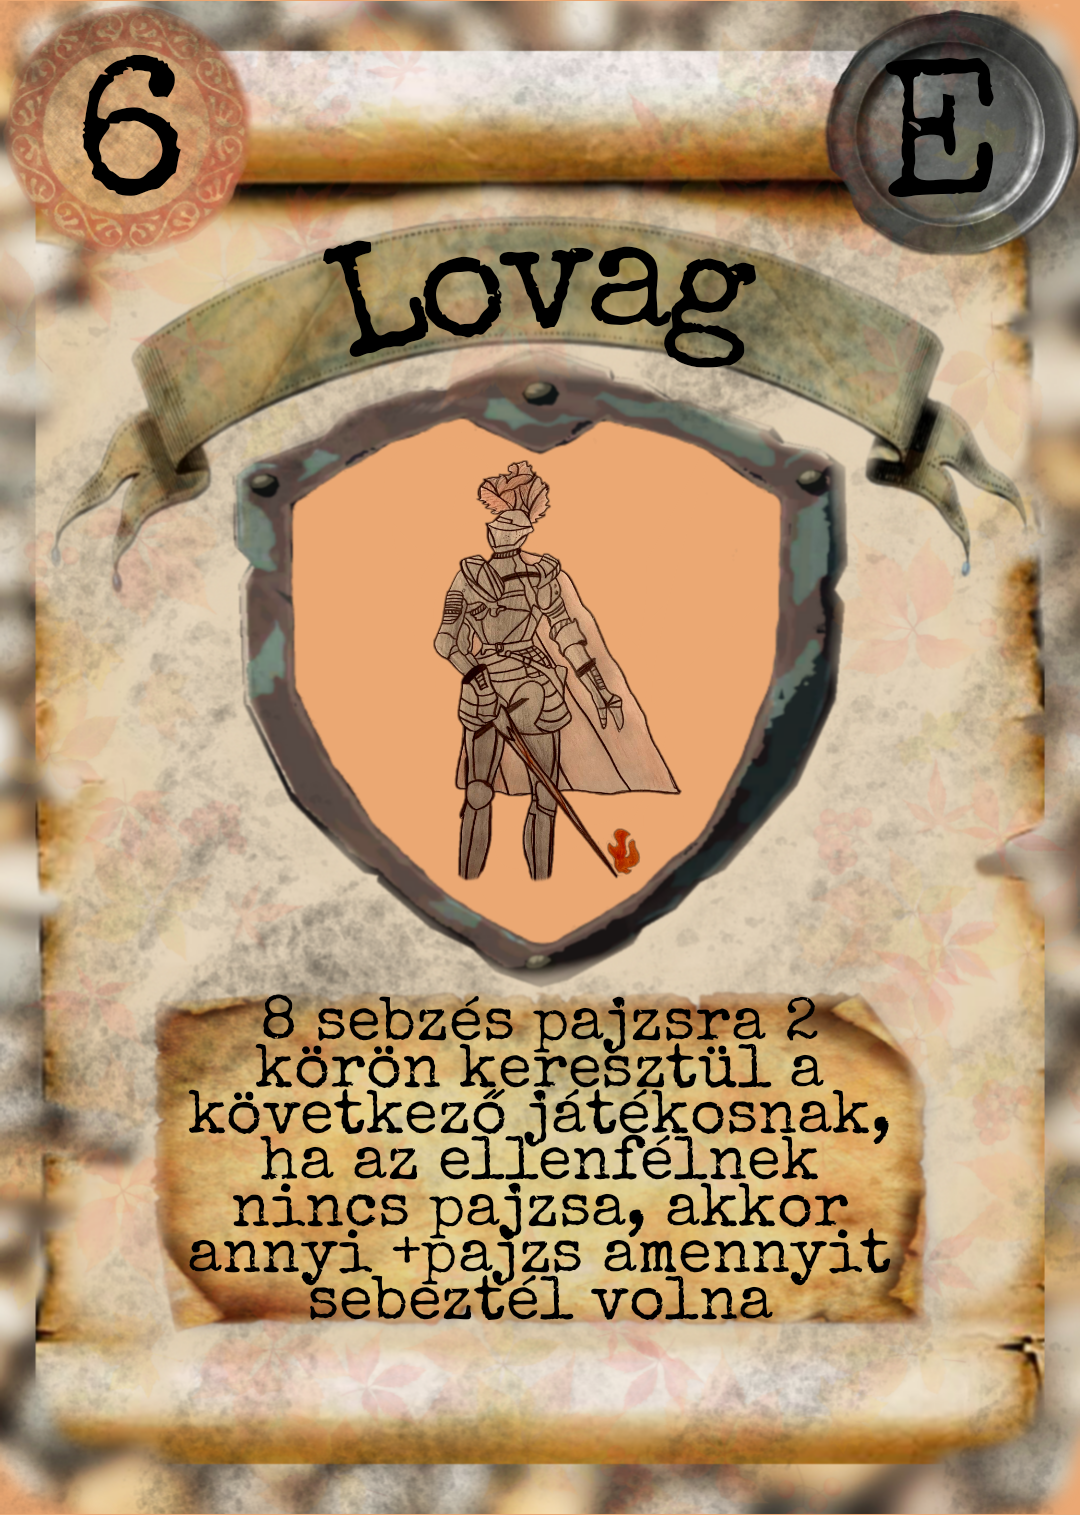 6
E
Lovag
8 sebzés pajzsra 2
körön keresztül a
következő játékosnak,
ha az ellenfélnek
nincs pajzsa, akkor
annyi +pajzs amennyit
sebeztél volna